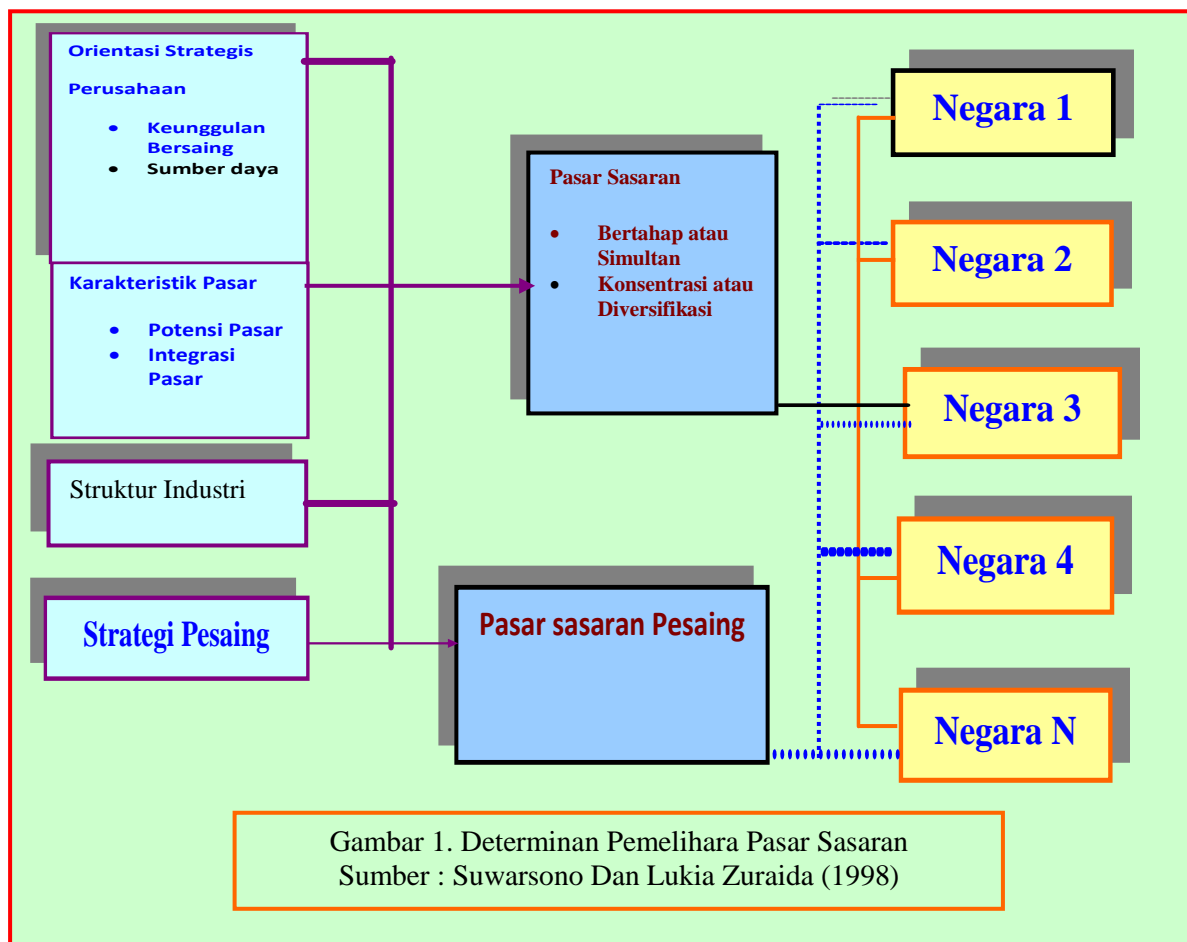 Orientasi Strategis
Perusahaan
• Keunggulan
Bersaing
• Sumber daya
Karakteristik Pasar
• Potensi Pasar
• Integrasi
Pasar
Struktur Industri
Strategi Pesaing
Pasar Sasaran
• Bertahap atau
Simultan
• Konsentrasi atau
Diversifikasi
Pasar sasaran Pesaing
Negara 1
Negara 2
Negara 3
Negara 4
Negara N
Gambar 1. Determinan Pemelihara Pasar Sasaran
Sumber : Suwarsono Dan Lukia Zuraida (1998)